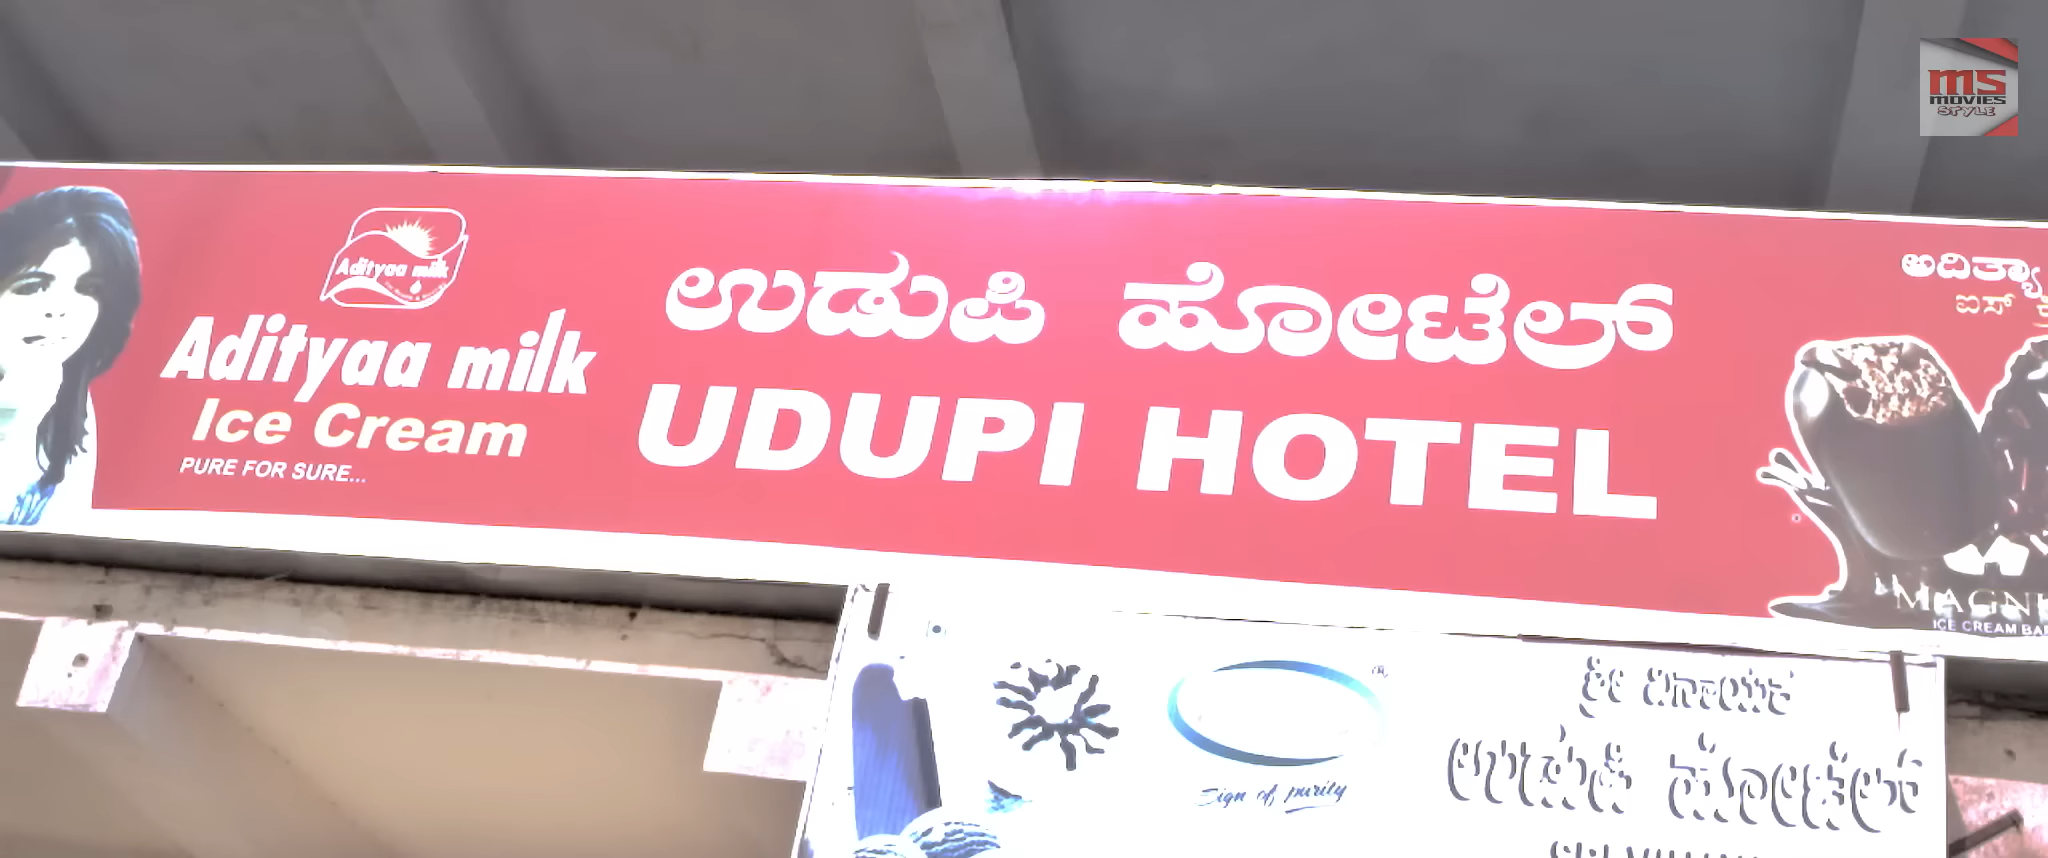 MS
MOVIES
STYLE
Adityaa milk
Adityaa milk
Ice Cream
PURE FOR SURE...
ಉಡುಪಿ ಹೋಟೆಲ್
UDUPI HOTEL
ಅದಿತ್ಯಾ
ಐಸ್
ICE CREAM
Sign of purity
ಶ್ರೀ ವಿನಾಯಕ
ಉಡುಪಿ ಹೋಟೆಲ್